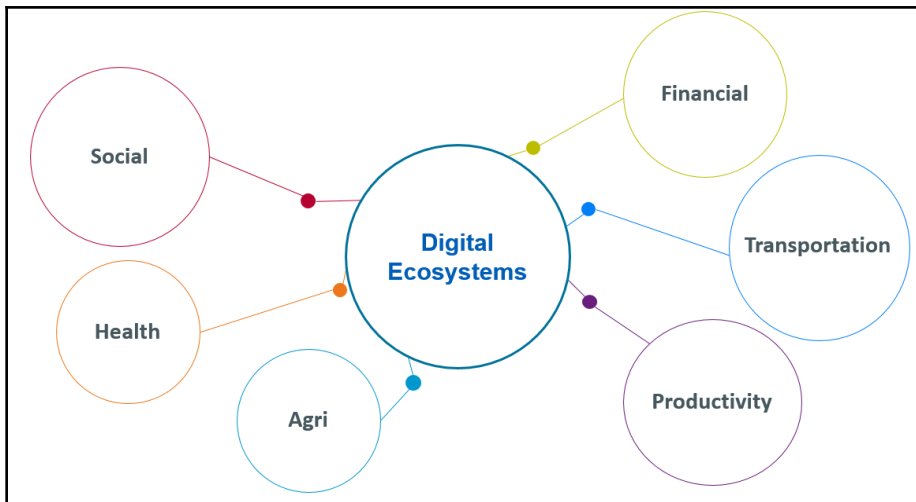 Financial
Social
Digital
Ecosystems
Transportation
Health
Productivity
Agri